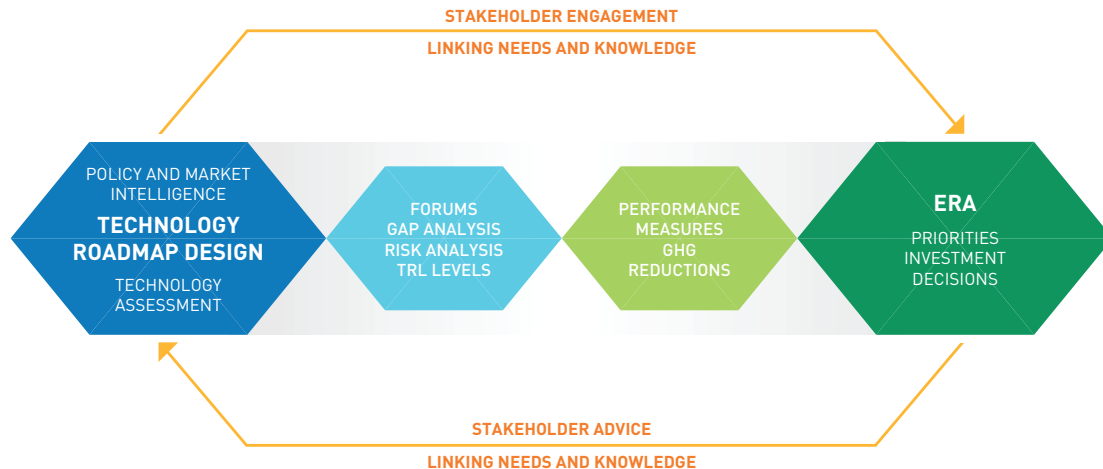 STAKEHOLDER ENGAGEMENT
LINKING NEEDS AND KNOWLEDGE
POLICY AND MARKET
INTELLIGENCE
TECHNOLOGY
ROADMAP DESIGN
TECHNOLOGY
ASSESSMENT
FORUMS
GAP ANALYSIS
RISK ANALYSIS
TRL LEVELS
PERFORMANCE
MEASURES
GHG
REDUCTIONS
ERA
PRIORITIES
INVESTMENT
DECISIONS
STAKEHOLDER ADVICE
LINKING NEEDS AND KNOWLEDGE